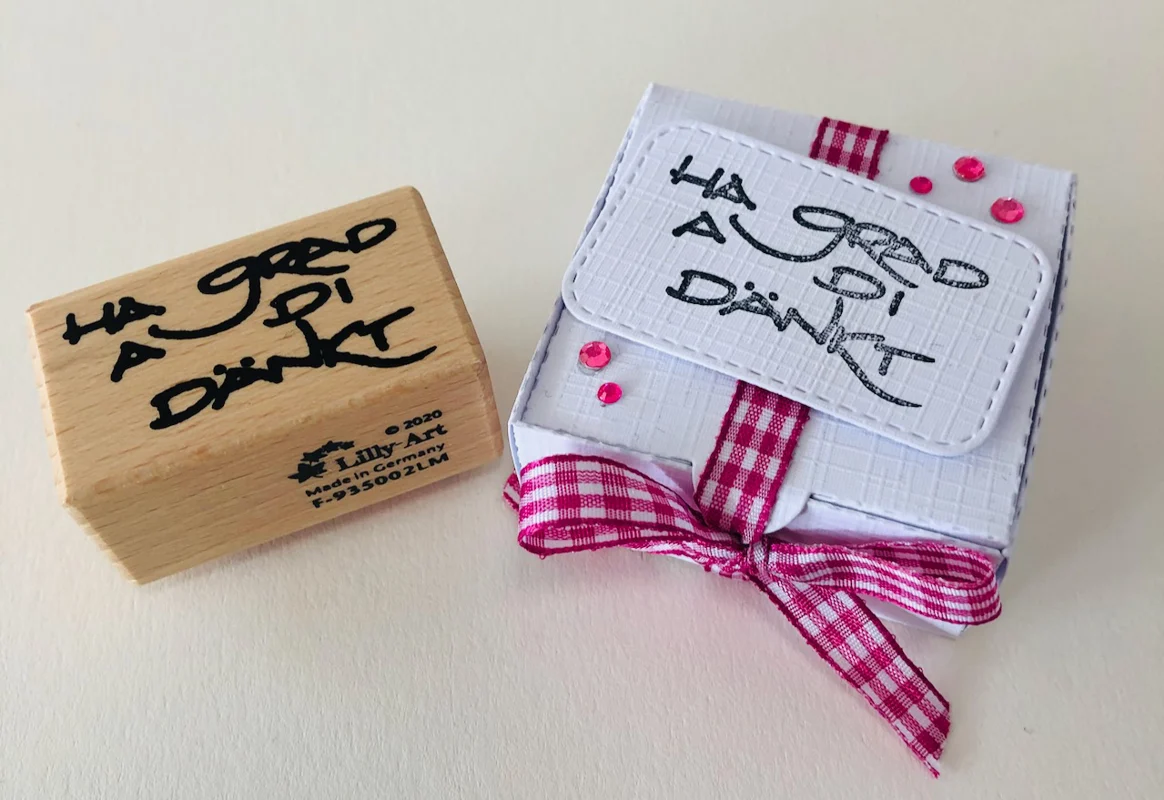 HA GRAD
A DI
DÄNKT
© 2020
Lilly-Art
Made in Germany
F-935002LM
HA GRAD
A DI
DÄNKT